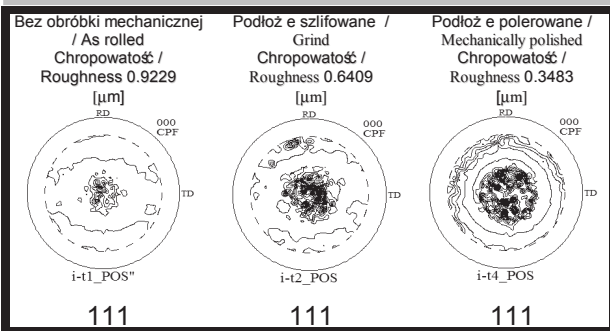 Bez obróbki mechanicznej
/ As rolled
Chropowatość /
Roughness 0.9229
[µm]
RD
000
CPF
TD
i-t1_POS"
111
Podłoż e szlifowane /
Grind
Chropowatość /
Roughness 0.6409
[µm]
RD
000
CPF
TD
i-t2_POS
111
Podłoż e polerowane /
Mechanically polished
Chropowatość /
Roughness 0.3483
[µm]
RD
000
CPF
TD
i-t4_POS
111